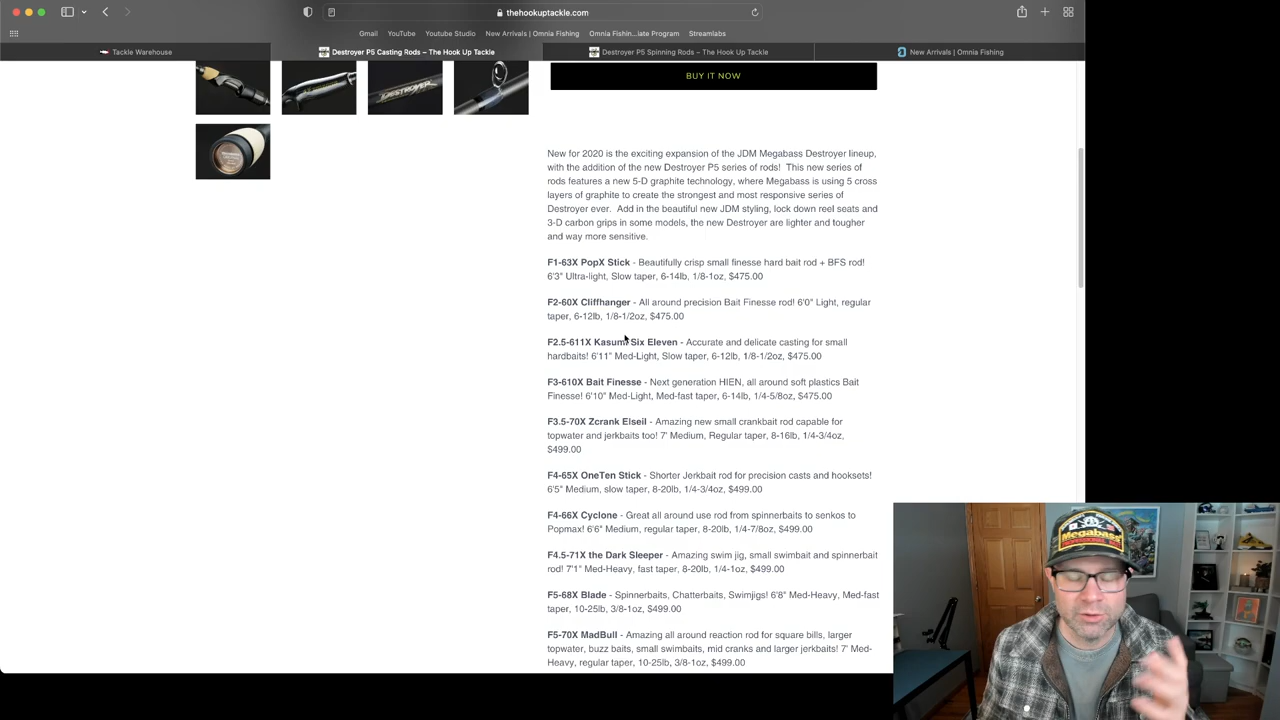 thehookuptackle.com
Gmail YouTube Youtube Studio New Arrivals | Omnia Fishing Omnia Fishin...iate Program Streamlabs
Tackle Warehouse Destroyer P5 Casting Rods – The Hook Up Tackle Destroyer P5 Spinning Rods – The Hook Up Tackle New Arrivals | Omnia Fishing
BUY IT NOW
DESTROYER
New for 2020 is the exciting expansion of the JDM Megabass Destroyer lineup,
with the addition of the new Destroyer P5 series of rods! This new series of
rods features a new 5-D graphite technology, where Megabass is using 5 cross
layers of graphite to create the strongest and most responsive series of
Destroyer ever. Add in the beautiful new JDM styling, lock down reel seats and
3-D carbon grips in some models, the new Destroyer are lighter and tougher
and way more sensitive.
F1-63X PopX Stick - Beautifully crisp small finesse hard bait rod + BFS rod!
6'3" Ultra-light, Slow taper, 6-14lb, 1/8-1oz, $475.00
F2-60X Cliffhanger - All around precision Bait Finesse rod! 6'0" Light, regular
taper, 6-12lb, 1/8-1/2oz, $475.00
F2.5-611X Kasumi Six Eleven - Accurate and delicate casting for small
hardbaits! 6'11" Med-Light, Slow taper, 6-12lb, 1/8-1/2oz, $475.00
F3-610X Bait Finesse - Next generation HIEN, all around soft plastics Bait
Finesse! 6'10" Med-Light, Med-fast taper, 6-14lb, 1/4-5/8oz, $475.00
F3.5-70X Zcrank Elseil - Amazing new small crankbait rod capable for
topwater and jerkbaits too! 7' Medium, Regular taper, 8-16lb, 1/4-3/4oz,
$499.00
F4-65X OneTen Stick - Shorter Jerkbait rod for precision casts and hooksets!
6'5" Medium, slow taper, 8-20lb, 1/4-3/4oz, $499.00
F4-66X Cyclone - Great all around use rod from spinnerbaits to senkos to
Popmax! 6'6" Medium, regular taper, 8-20lb, 1/4-7/8oz, $499.00
F4.5-71X the Dark Sleeper - Amazing swim jig, small swimbait and spinnerbait
rod! 7'1" Med-Heavy, fast taper, 8-20lb, 1/4-1oz, $499.00
F5-68X Blade - Spinnerbaits, Chatterbaits, Swimjigs! 6'8" Med-Heavy, Med-fast
taper, 10-25lb, 3/8-1oz, $499.00
F5-70X MadBull - Amazing all around reaction rod for square bills, larger
topwater, buzz baits, small swimbaits, mid cranks and larger jerkbaits! 7' Med-
Heavy, regular taper, 10-25lb, 3/8-1oz, $499.00
Megabass